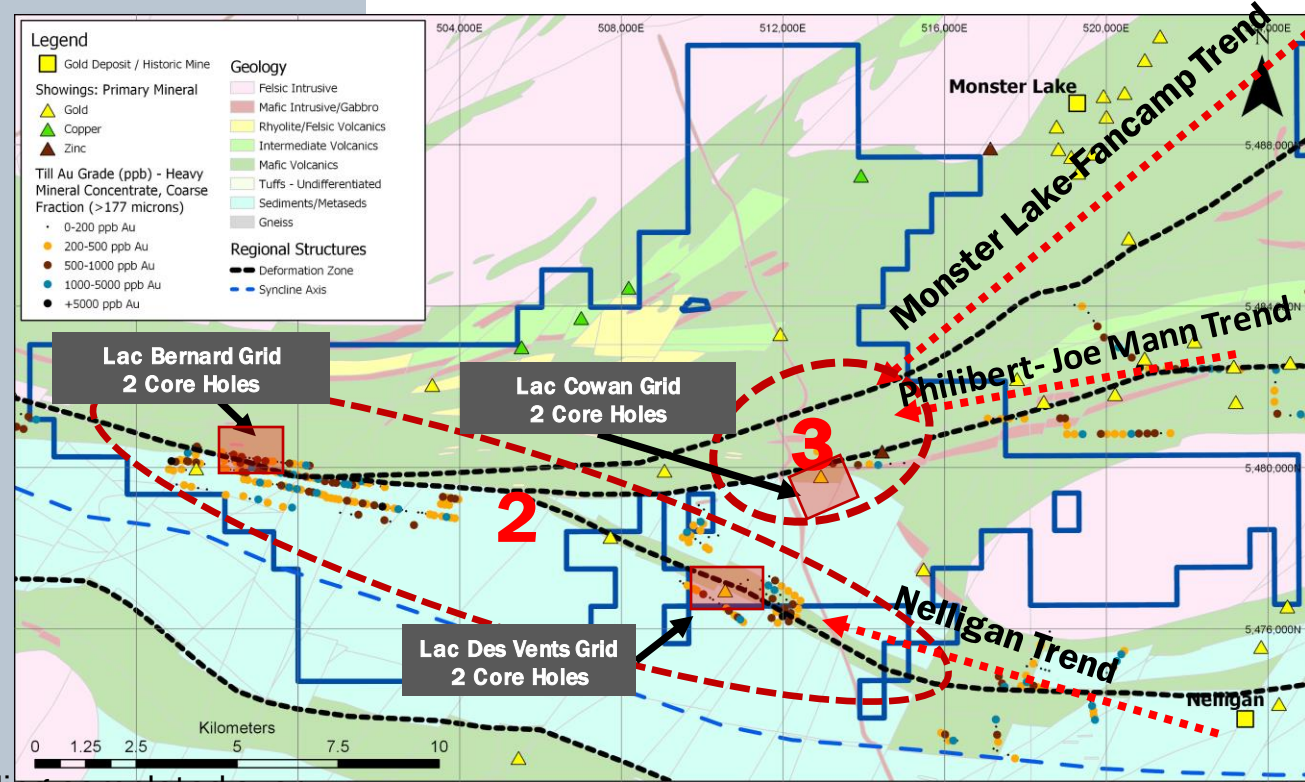 504,000E
508,000E
512,000E
516,000E
520,000E
N
Legend
Gold Deposit / Historic Mine
Showings: Primary Mineral
Gold
Copper
Zinc
Till Au Grade (ppb) - Heavy
Mineral Concentrate, Coarse
Fraction (>177 microns)
0-200 ppb Au
200-500 ppb Au
500-1000 ppb Au
1000-5000 ppb Au
+5000 ppb Au
Geology
Felsic Intrusive
Mafic Intrusive/Gabbro
Rhyolite/Felsic Volcanics
Intermediate Volcanics
Mafic Volcanics
Tuffs - Undifferentiated
Sediments/Metaseds
Gneiss
Regional Structures
Deformation Zone
Syncline Axis
Monster Lake
Monster Lake-Fancamp Trend
5,488,000N
Philibert-Joe Mann Trend
Lac Bernard Grid
2 Core Holes
Lac Cowan Grid
2 Core Holes
3
5,480,000N
2
Nelligan Trend
5,476,000N
Lac Des Vents Grid
2 Core Holes
Nelligan
Kilometers
0 1.25 2.5 5 7.5 10